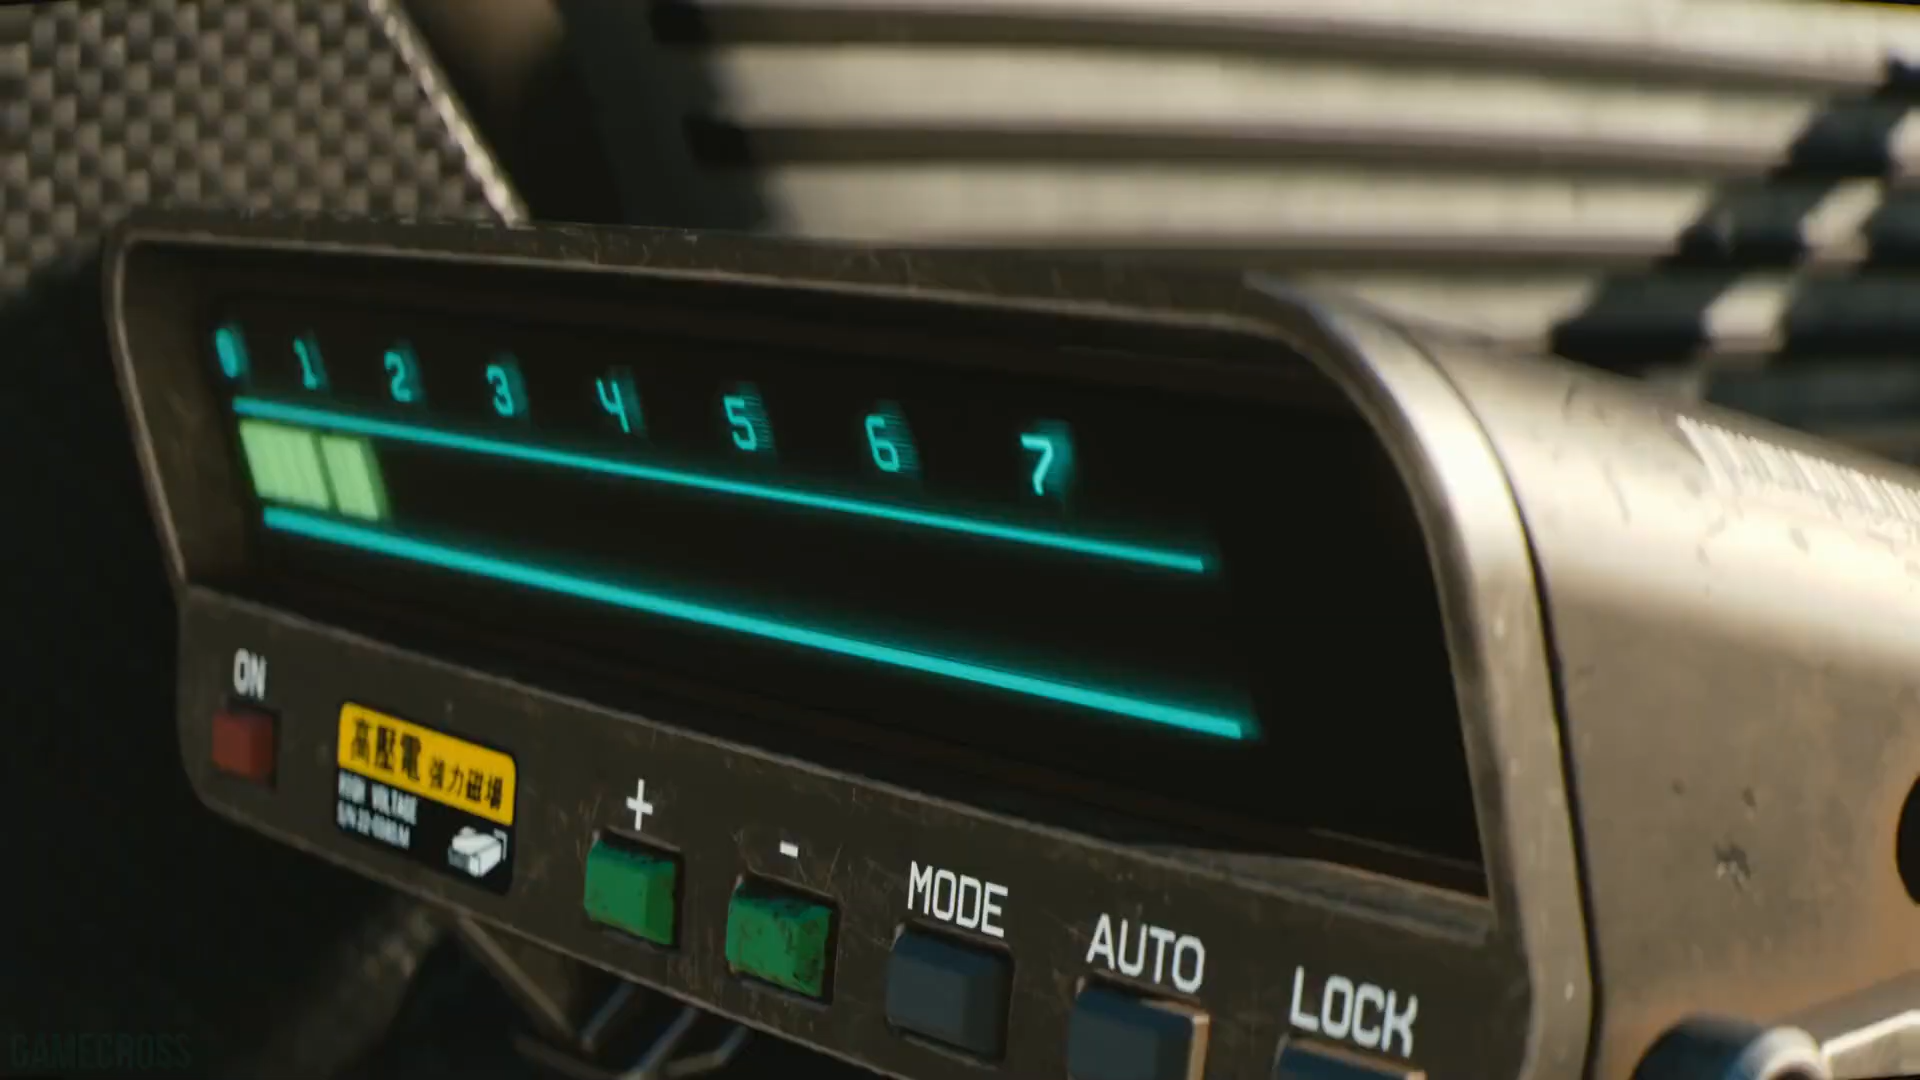 0 1 2 3 4 5 6 7
ON
高壓電 強力磁場
HIGH VOLTAGE
+
-
MODE
AUTO
LOCK
GAMECROSS